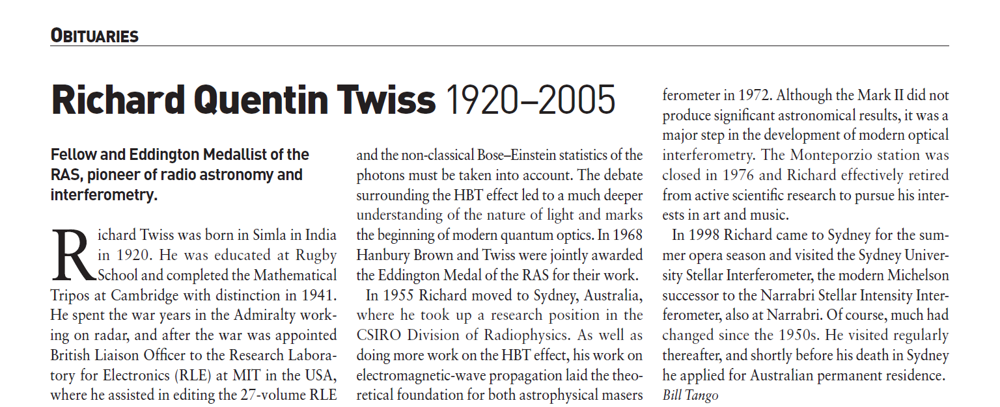 OBITUARIES
Richard Quentin Twiss 1920–2005
Fellow and Eddington Medallist of the
RAS, pioneer of radio astronomy and
interferometry.
Richard Twiss was born in Simla in India
in 1920. He was educated at Rugby
School and completed the Mathematical
Tripos at Cambridge with distinction in 1941.
He spent the war years in the Admiralty work-
ing on radar, and after the war was appointed
British Liaison Officer to the Research Labora-
tory for Electronics (RLE) at MIT in the USA,
where he assisted in editing the 27-volume RLE
and the non-classical Bose–Einstein statistics of the
photons must be taken into account. The debate
surrounding the HBT effect led to a much deeper
understanding of the nature of light and marks
the beginning of modern quantum optics. In 1968
Hanbury Brown and Twiss were jointly awarded
the Eddington Medal of the RAS for their work.
In 1955 Richard moved to Sydney, Australia,
where he took up a research position in the
CSIRO Division of Radiophysics. As well as
doing more work on the HBT effect, his work on
electromagnetic-wave propagation laid the theo-
retical foundation for both astrophysical masers
ferometer in 1972. Although the Mark II did not
produce significant astronomical results, it was a
major step in the development of modern optical
interferometry. The Monteporzio station was
closed in 1976 and Richard effectively retired
from active scientific research to pursue his inter-
ests in art and music.
In 1998 Richard came to Sydney for the sum-
mer opera season and visited the Sydney Univer-
sity Stellar Interferometer, the modern Michelson
successor to the Narrabri Stellar Intensity Inter-
ferometer, also at Narrabri. Of course, much had
changed since the 1950s. He visited regularly
thereafter, and shortly before his death in Sydney
he applied for Australian permanent residence.
Bill Tango